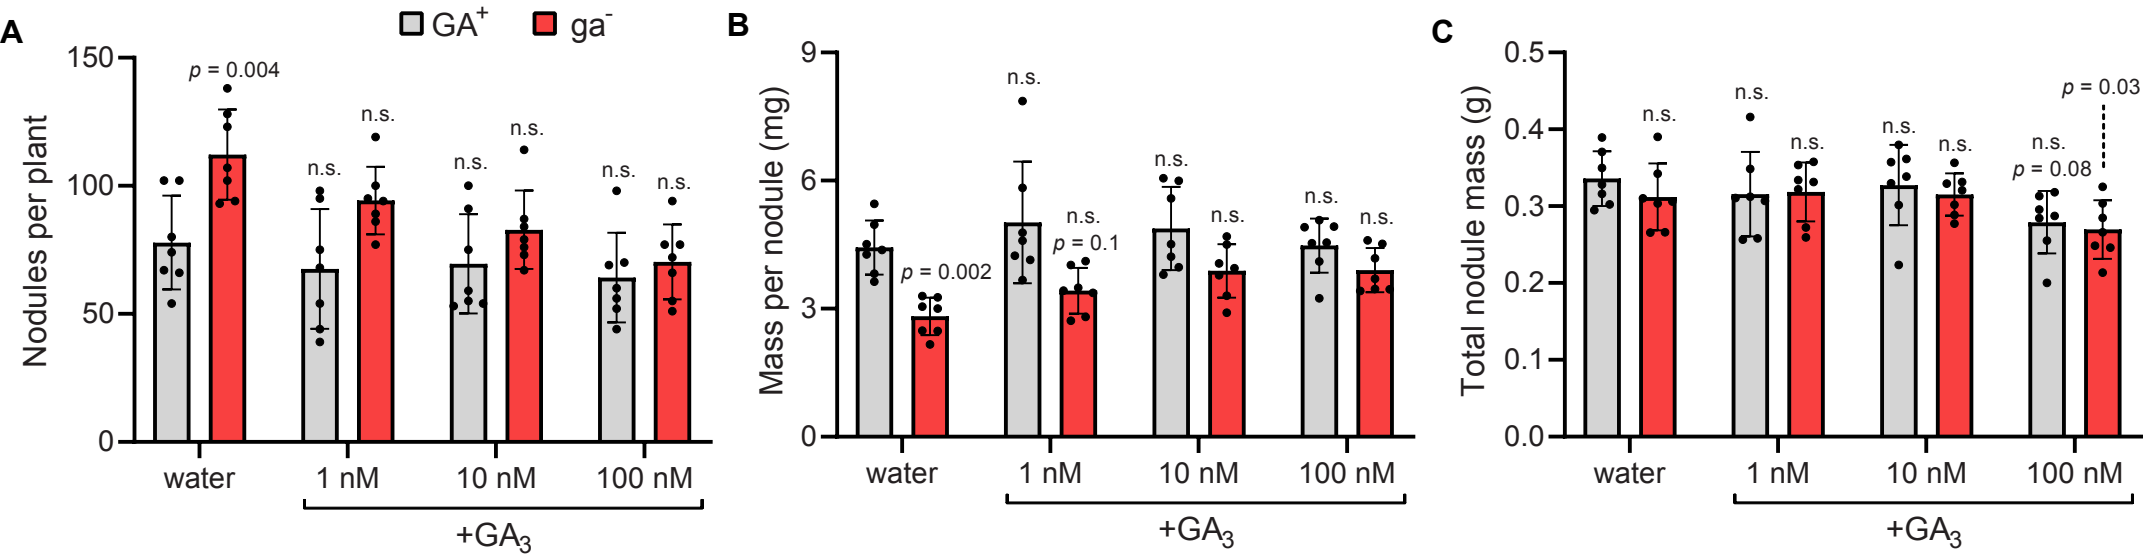 GA+ ga-
A
Nodules per plant
150
100
50
0
p = 0.004
n.s.
n.s.
n.s.
n.s.
n.s.
n.s.
water 1 nM 10 nM 100 nM
+GA3
B
Mass per nodule (mg)
9
6
3
0
p = 0.002
n.s.
n.s.
p = 0.1
n.s.
n.s.
n.s.
n.s.
water 1 nM 10 nM 100 nM
+GA3
C
Total nodule mass (g)
0.5
0.4
0.3
0.2
0.1
0.0
n.s.
n.s.
n.s.
n.s.
n.s.
n.s.
p = 0.08
p = 0.03
water 1 nM 10 nM 100 nM
+GA3